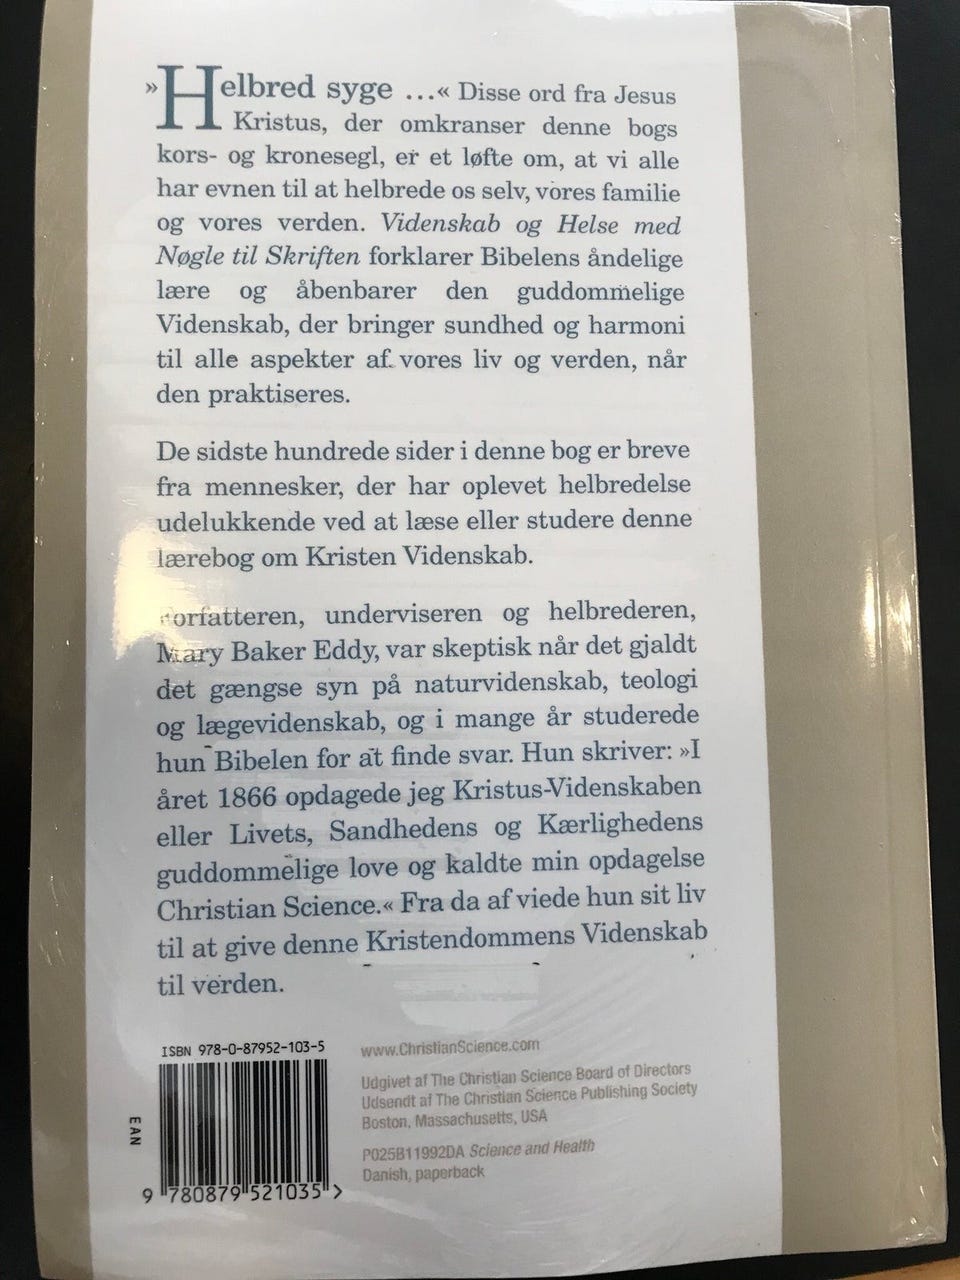 »Helbred syge ...« Disse ord fra Jesus
Kristus, der omkranser denne bogs
kors- og kronesegl, er et løfte om, at vi alle
har evnen til at helbrede os selv, vores familie
og vores verden. Videnskab og Helse med
Nøgle til Skriften forklarer Bibelens åndelige
lære og åbenbarer den guddommelige
Videnskab, der bringer sundhed og harmoni
til alle aspekter af vores liv og verden, når
den praktiseres.
De sidste hundrede sider i denne bog er breve
fra mennesker, der har oplevet helbredelse
udelukkende ved at læse eller studere denne
lærebog om Kristen Videnskab.
Forfatteren, underviseren og helbrederen,
Mary Baker Eddy, var skeptisk når det gjaldt
det gængse syn på naturvidenskab, teologi
og lægevidenskab, og i mange år studerede
hun Bibelen for at finde svar. Hun skriver: »I
året 1866 opdagede jeg Kristus-Videnskaben
eller Livets, Sandhedens og Kærlighedens
guddommelige love og kaldte min opdagelse
Christian Science.« Fra da af viede hun sit liv
til at give denne Kristendommens Videnskab
til verden.
ISBN 978-0-87952-103-5
EAN
9 780879 521035 >
www.ChristianScience.com
Udgivet af The Christian Science Board of Directors
Udsendt af The Christian Science Publishing Society
Boston, Massachusetts, USA
P025B11992DA Science and Health
Danish, paperback